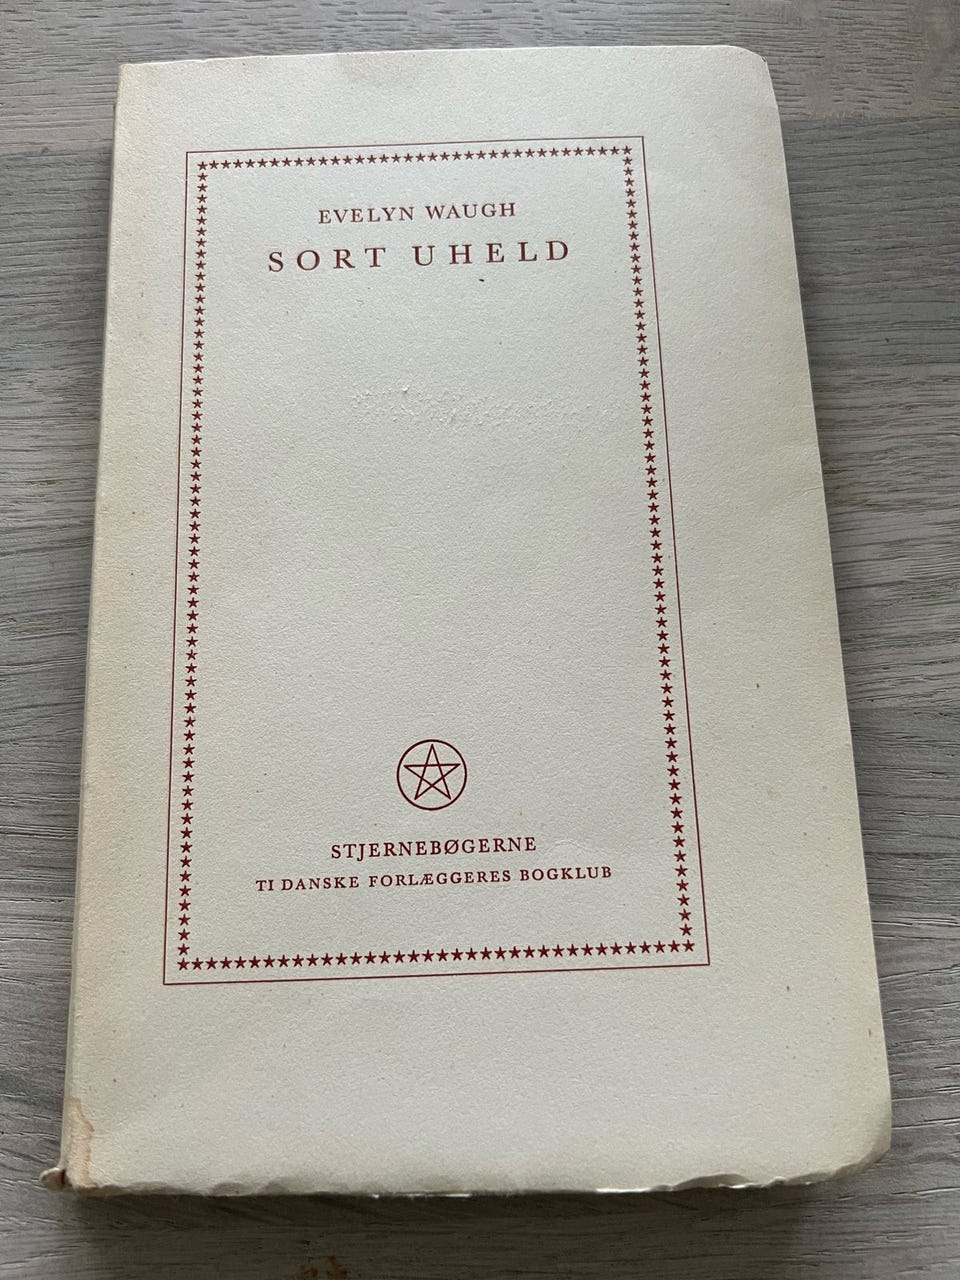 EVELYN WAUGH
SORT UHELD
STJERNEBØGERNE
TI DANSKE FORLÆGGERES BOGKLUB